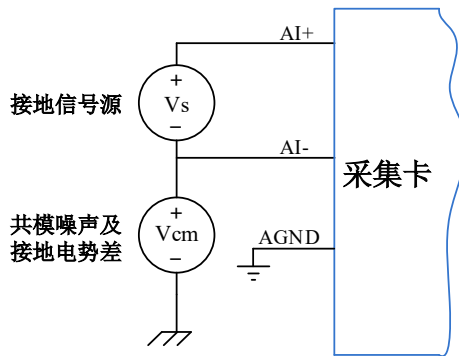 AI+
+
Vs
−
接地信号源
AI-
采集卡
+
Vcm
−
共模噪声及
接地电势差
AGND